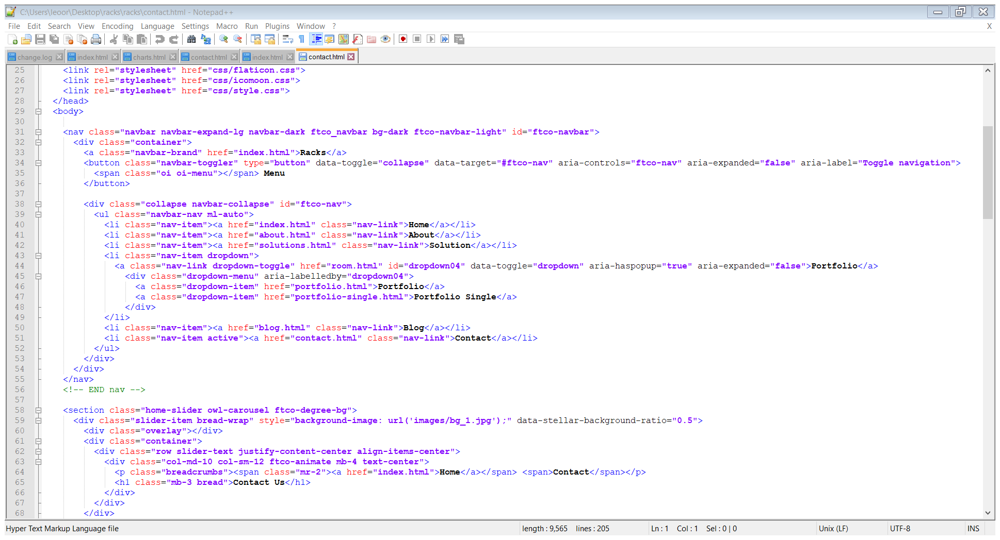 C:\Users\leoor\Desktop\racks\racks\contact.html - Notepad++
File Edit Search View Encoding Language Settings Macro Run Plugins Window ? X
change.log index.html charts.html contact.html index.html contact.html
25 <link rel="stylesheet" href="css/flaticon.css">
26 <link rel="stylesheet" href="css/icomoon.css">
27 <link rel="stylesheet" href="css/style.css">
28 </head>
29 <body>
30
31 <nav class="navbar navbar-expand-lg navbar-dark ftco_navbar bg-dark ftco-navbar-light" id="ftco-navbar">
32 <div class="container">
33 <a class="navbar-brand" href="index.html">Racks</a>
34 <button class="navbar-toggler" type="button" data-toggle="collapse" data-target="#ftco-nav" aria-controls="ftco-nav" aria-expanded="false" aria-label="Toggle navigation">
35 <span class="oi oi-menu"></span> Menu
36 </button>
37
38 <div class="collapse navbar-collapse" id="ftco-nav">
39 <ul class="navbar-nav ml-auto">
40 <li class="nav-item"><a href="index.html" class="nav-link">Home</a></li>
41 <li class="nav-item"><a href="about.html" class="nav-link">About</a></li>
42 <li class="nav-item"><a href="solutions.html" class="nav-link">Solution</a></li>
43 <li class="nav-item dropdown">
44 <a class="nav-link dropdown-toggle" href="room.html" id="dropdown04" data-toggle="dropdown" aria-haspopup="true" aria-expanded="false">Portfolio</a>
45 <div class="dropdown-menu" aria-labelledby="dropdown04">
46 <a class="dropdown-item" href="portfolio.html">Portfolio</a>
47 <a class="dropdown-item" href="portfolio-single.html">Portfolio Single</a>
48 </div>
49 </li>
50 <li class="nav-item"><a href="blog.html" class="nav-link">Blog</a></li>
51 <li class="nav-item active"><a href="contact.html" class="nav-link">Contact</a></li>
52 </ul>
53 </div>
54 </div>
55 </nav>
56 <!-- END nav -->
57
58 <section class="home-slider owl-carousel ftco-degree-bg">
59 <div class="slider-item bread-wrap" style="background-image: url('images/bg_1.jpg');" data-stellar-background-ratio="0.5">
60 <div class="overlay"></div>
61 <div class="container">
62 <div class="row slider-text justify-content-center align-items-center">
63 <div class="col-md-10 col-sm-12 ftco-animate mb-4 text-center">
64 <p class="breadcrumbs"><span class="mr-2"><a href="index.html">Home</a></span> <span>Contact</span></p>
65 <h1 class="mb-3 bread">Contact Us</h1>
66 </div>
67 </div>
68 </div>
Hyper Text Markup Language file length : 9,565 lines : 205 Ln : 1 Col : 1 Sel : 0 | 0 Unix (LF) UTF-8 INS